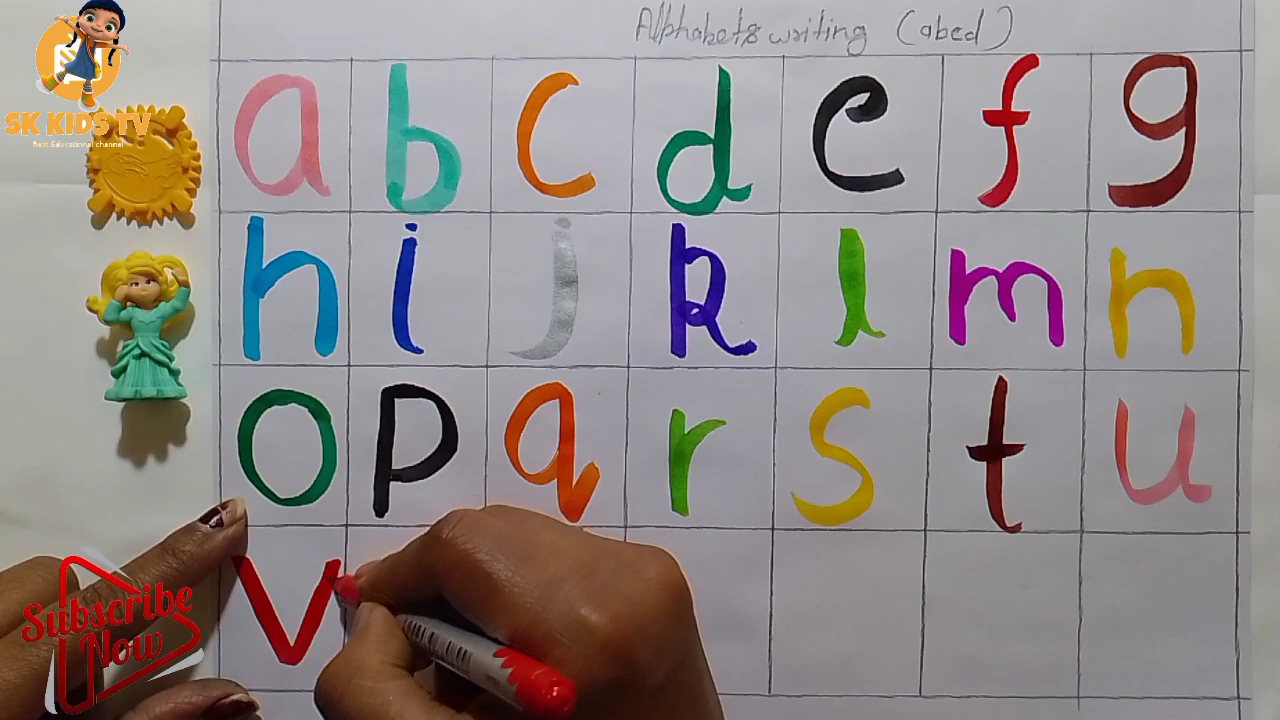 Alphabets writing (abcd)
SK KIDS TV
Best Educational channel
a b c d e f g
h i j k l m n
o p q r s t u
v
Subscribe
Now